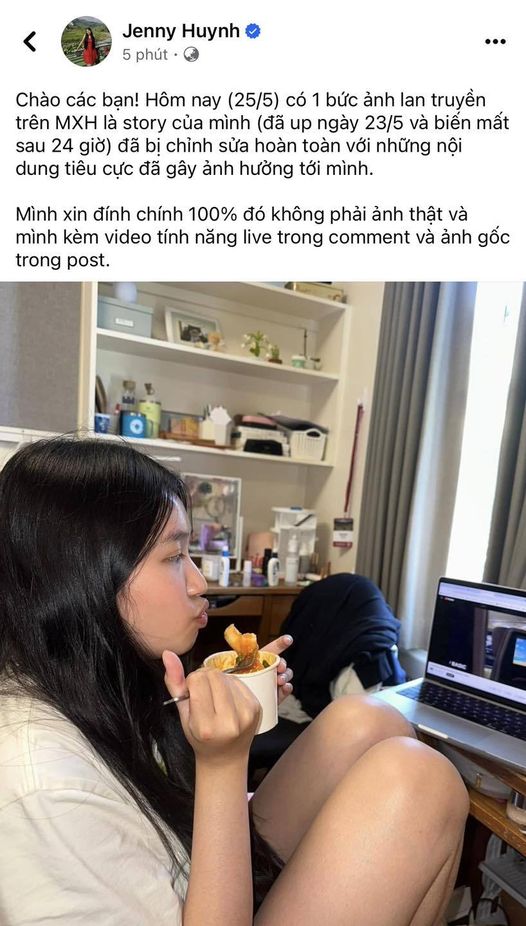 Jenny Huynh
5 phút
Chào các bạn! Hôm nay (25/5) có 1 bức ảnh lan truyền
trên MXH là story của mình (đã up ngày 23/5 và biến mất
sau 24 giờ) đã bị chỉnh sửa hoàn toàn với những nội
dung tiêu cực đã gây ảnh hưởng tới mình.
Mình xin đính chính 100% đó không phải ảnh thật và
mình kèm video tính năng live trong comment và ảnh gốc
trong post.
BASIC